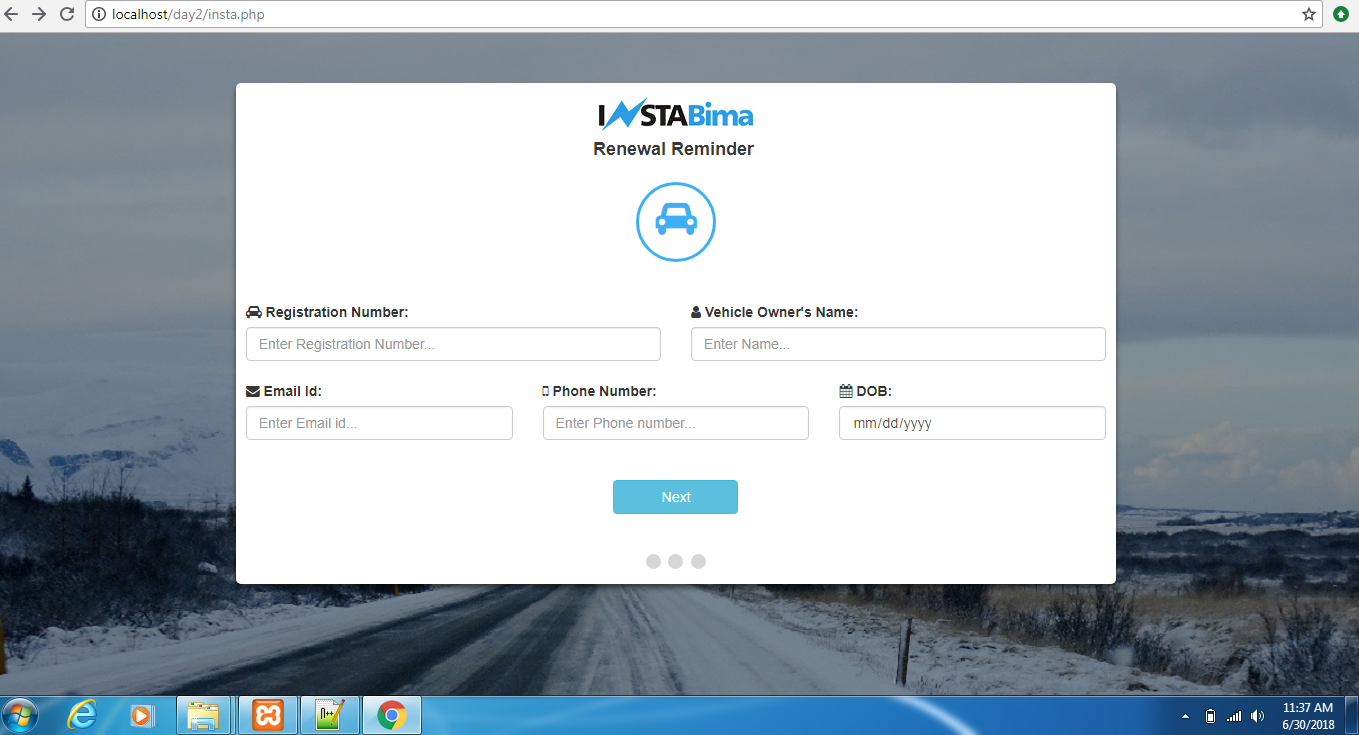 localhost/day2/insta.php
INSTABima
Renewal Reminder
Registration Number: Vehicle Owner's Name:
Enter Registration Number... Enter Name...
Email Id: Phone Number: DOB:
Enter Email id... Enter Phone number... mm/dd/yyyy
Next
11:37 AM
6/30/2018